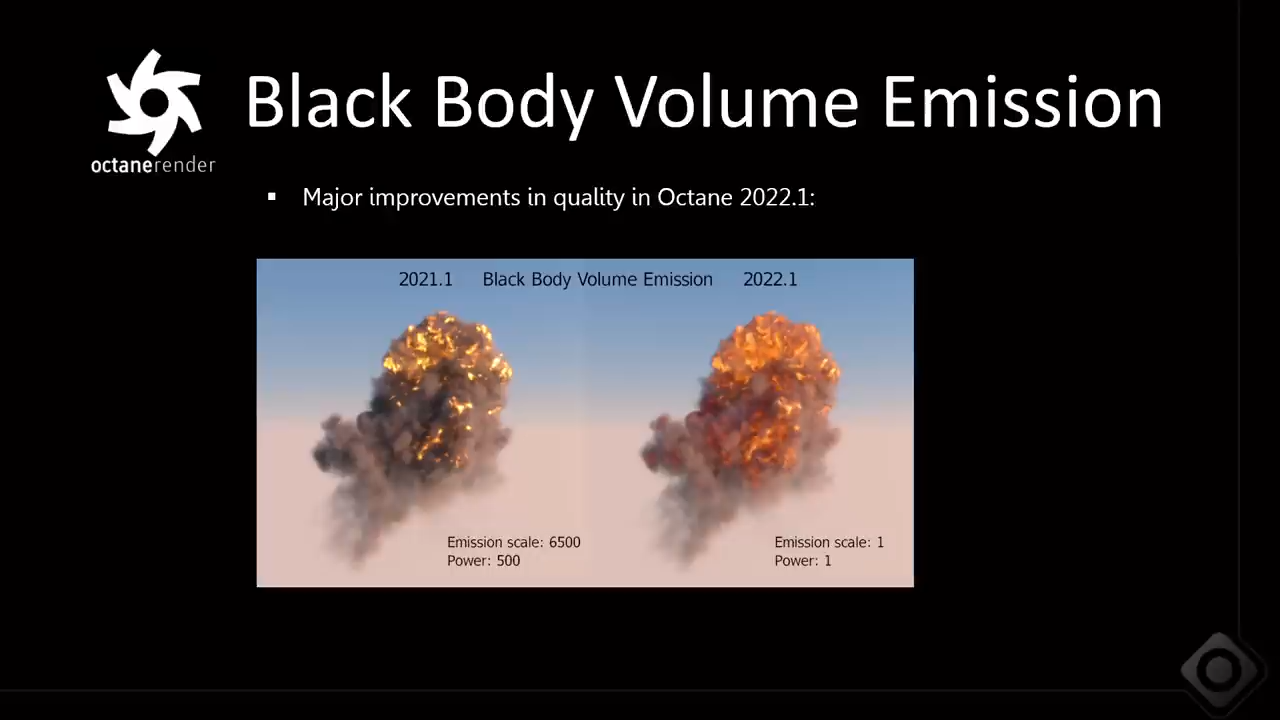 Black Body Volume Emission
octanerender
▪ Major improvements in quality in Octane 2022.1:
2021.1 Black Body Volume Emission 2022.1
Emission scale: 6500
Power: 500
Emission scale: 1
Power: 1